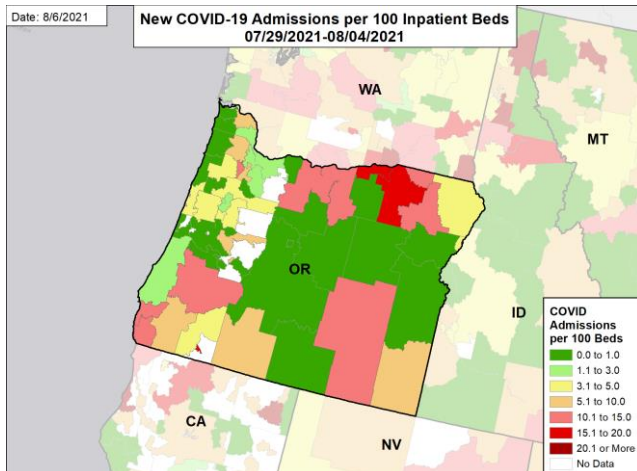 Date: 8/6/2021
New COVID-19 Admissions per 100 Inpatient Beds
07/29/2021-08/04/2021
WA
MT
OR
ID
CA
NV
COVID
Admissions
per 100 Beds
0.0 to 1.0
1.1 to 3.0
3.1 to 5.0
5.1 to 10.0
10.1 to 15.0
15.1 to 20.0
20.1 or More
No Data